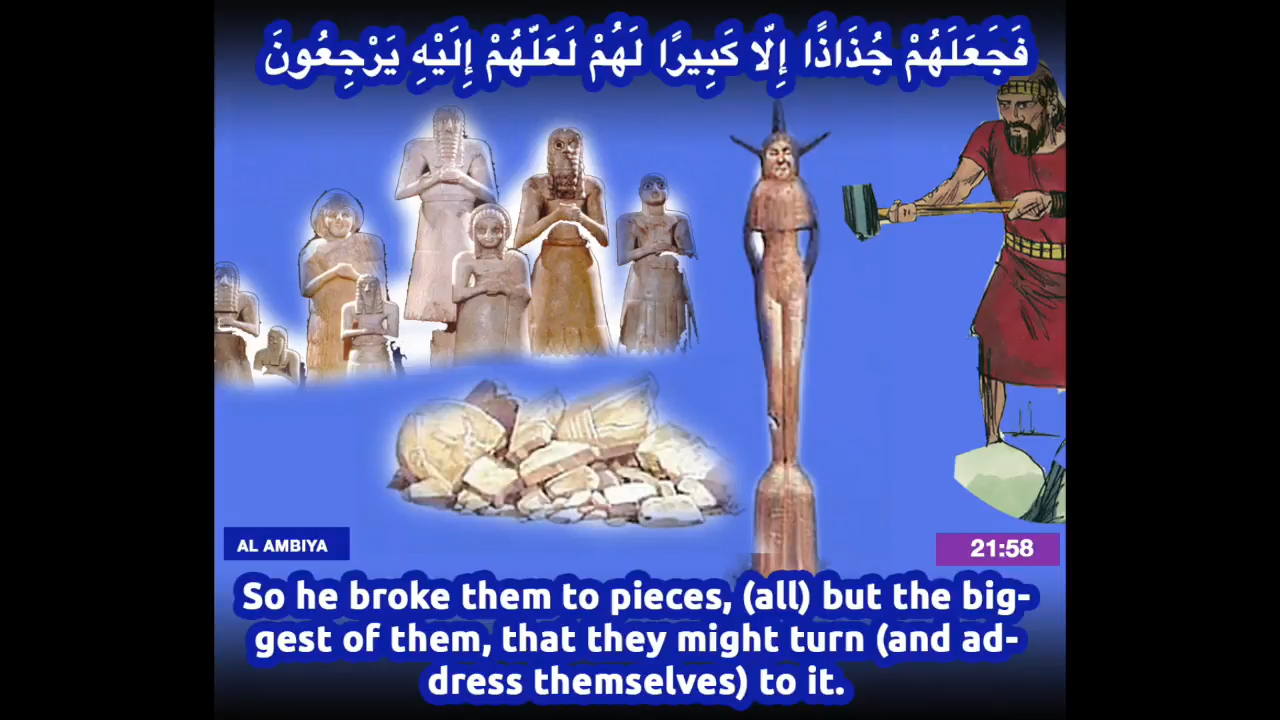 فَجَعَلَهُمْ جُذَاذًا إِلَّا كَبِيرًا لَهُمْ لَعَلَّهُمْ إِلَيْهِ يَرْجِعُونَ
AL AMBIYA
21:58
So he broke them to pieces, (all) but the big-
gest of them, that they might turn (and ad-
dress themselves) to it.